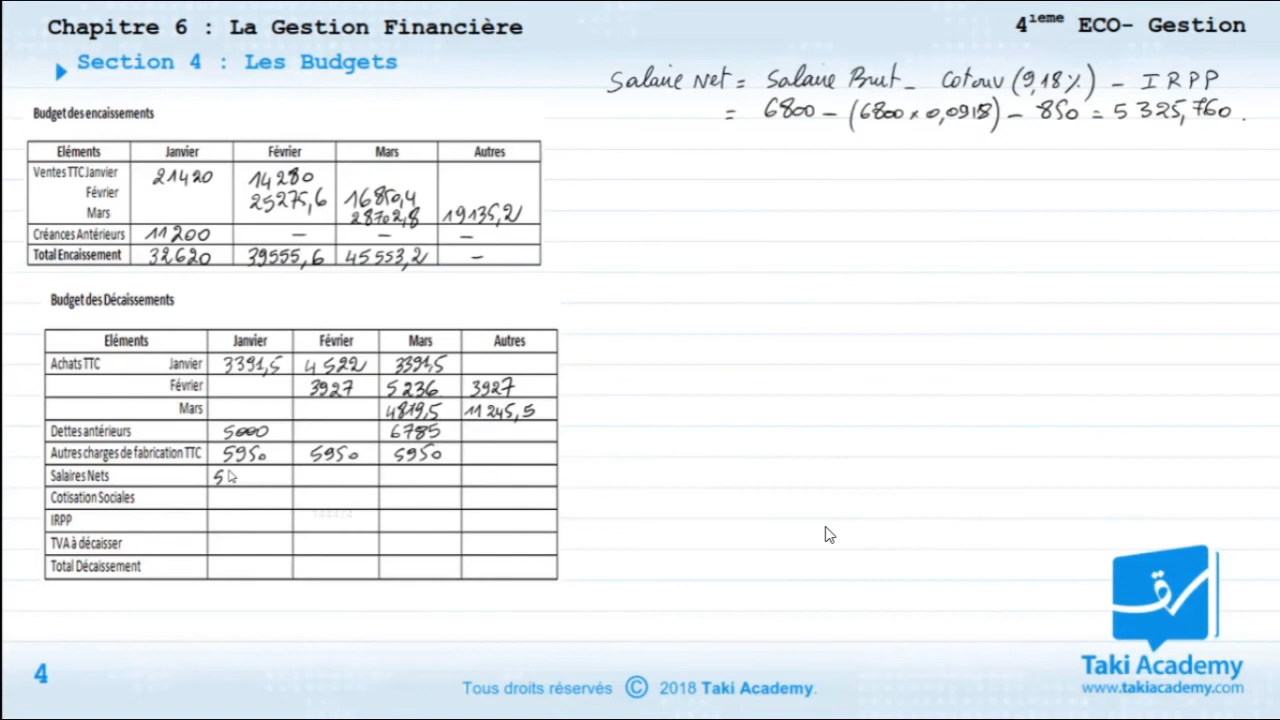 Chapitre 6 : La Gestion Financière
4ieme ECO- Gestion
Section 4 : Les Budgets
Salaire Net = Salaire Brut - Cotouv (9,18%) - IRPP
= 6800 - (6800 × 0,0918) - 850 = 5 325,760.
Budget des encaissements
Eléments Janvier Février Mars Autres
Ventes TTC Janvier 21420 14280
Février 25275,6 16850,4
Mars 28702,8 19135,2
Créances Antérieurs 11200 - - -
Total Encaissement 32620 39555,6 45553,2 -
Budget des Décaissements
Eléments Janvier Février Mars Autres
Achats TTC Janvier 3391,5 4522 3391,5
Février 3927 5236 3927
Mars 4819,5 11245,5
Dettes antérieurs 5000 6785
Autres charges de fabrication TTC 5950 5950 5950
Salaires Nets 5
Cotisation Sociales
IRPP
TVA à décaisser
Total Décaissement
Taki Academy
www.takiacademy.com
4
Tous droits réservés © 2018 Taki Academy.